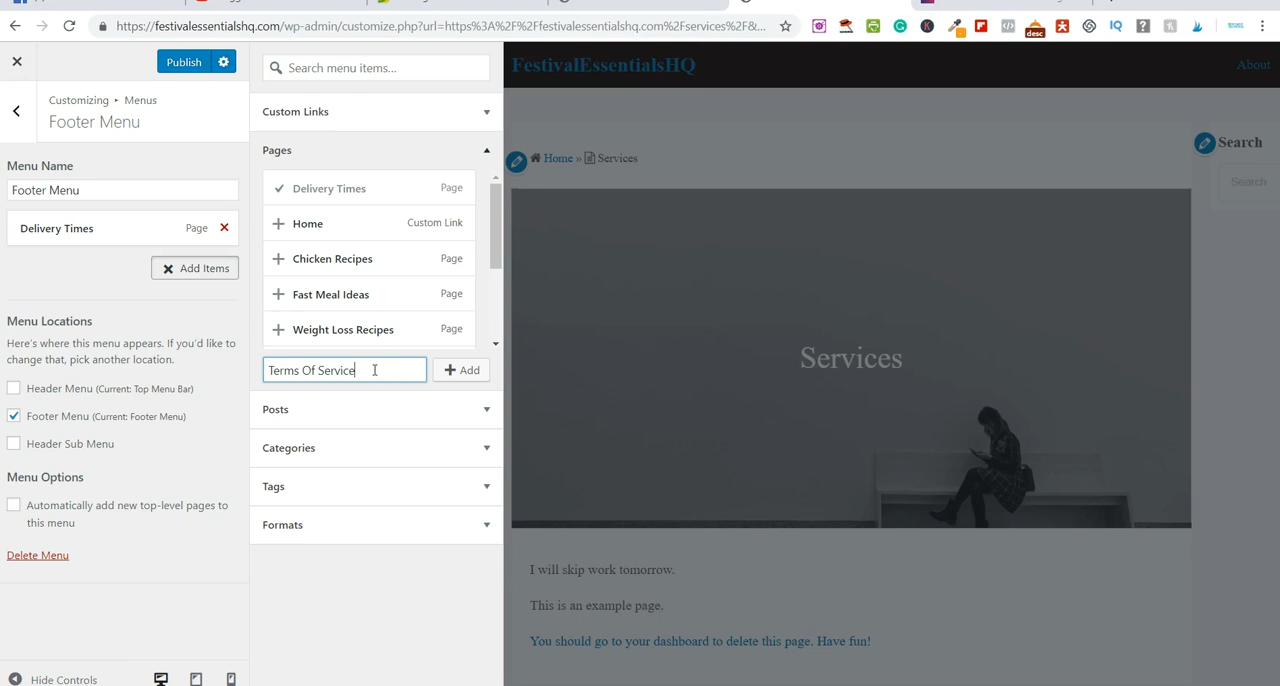 https://festivalessentialshq.com/wp-admin/customize.php?url=https%3A%2F%2Ffestivalessentialshq.com%2Fservices%2F&...
desc
IQ
Publish
Customizing ▸ Menus
Footer Menu
Menu Name
Footer Menu
Delivery Times Page
Add Items
Menu Locations
Here's where this menu appears. If you'd like to
change that, pick another location.
Header Menu (Current: Top Menu Bar)
Footer Menu (Current: Footer Menu)
Header Sub Menu
Menu Options
Automatically add new top-level pages to
this menu
Delete Menu
Hide Controls
Search menu items...
Custom Links
Pages
Delivery Times Page
Home Custom Link
Chicken Recipes Page
Fast Meal Ideas Page
Weight Loss Recipes Page
Terms Of Service
Add
Posts
Categories
Tags
Formats
FestivalEssentialsHQ
About
Home » Services
Search
Search
Services
I will skip work tomorrow.
This is an example page.
You should go to your dashboard to delete this page. Have fun!